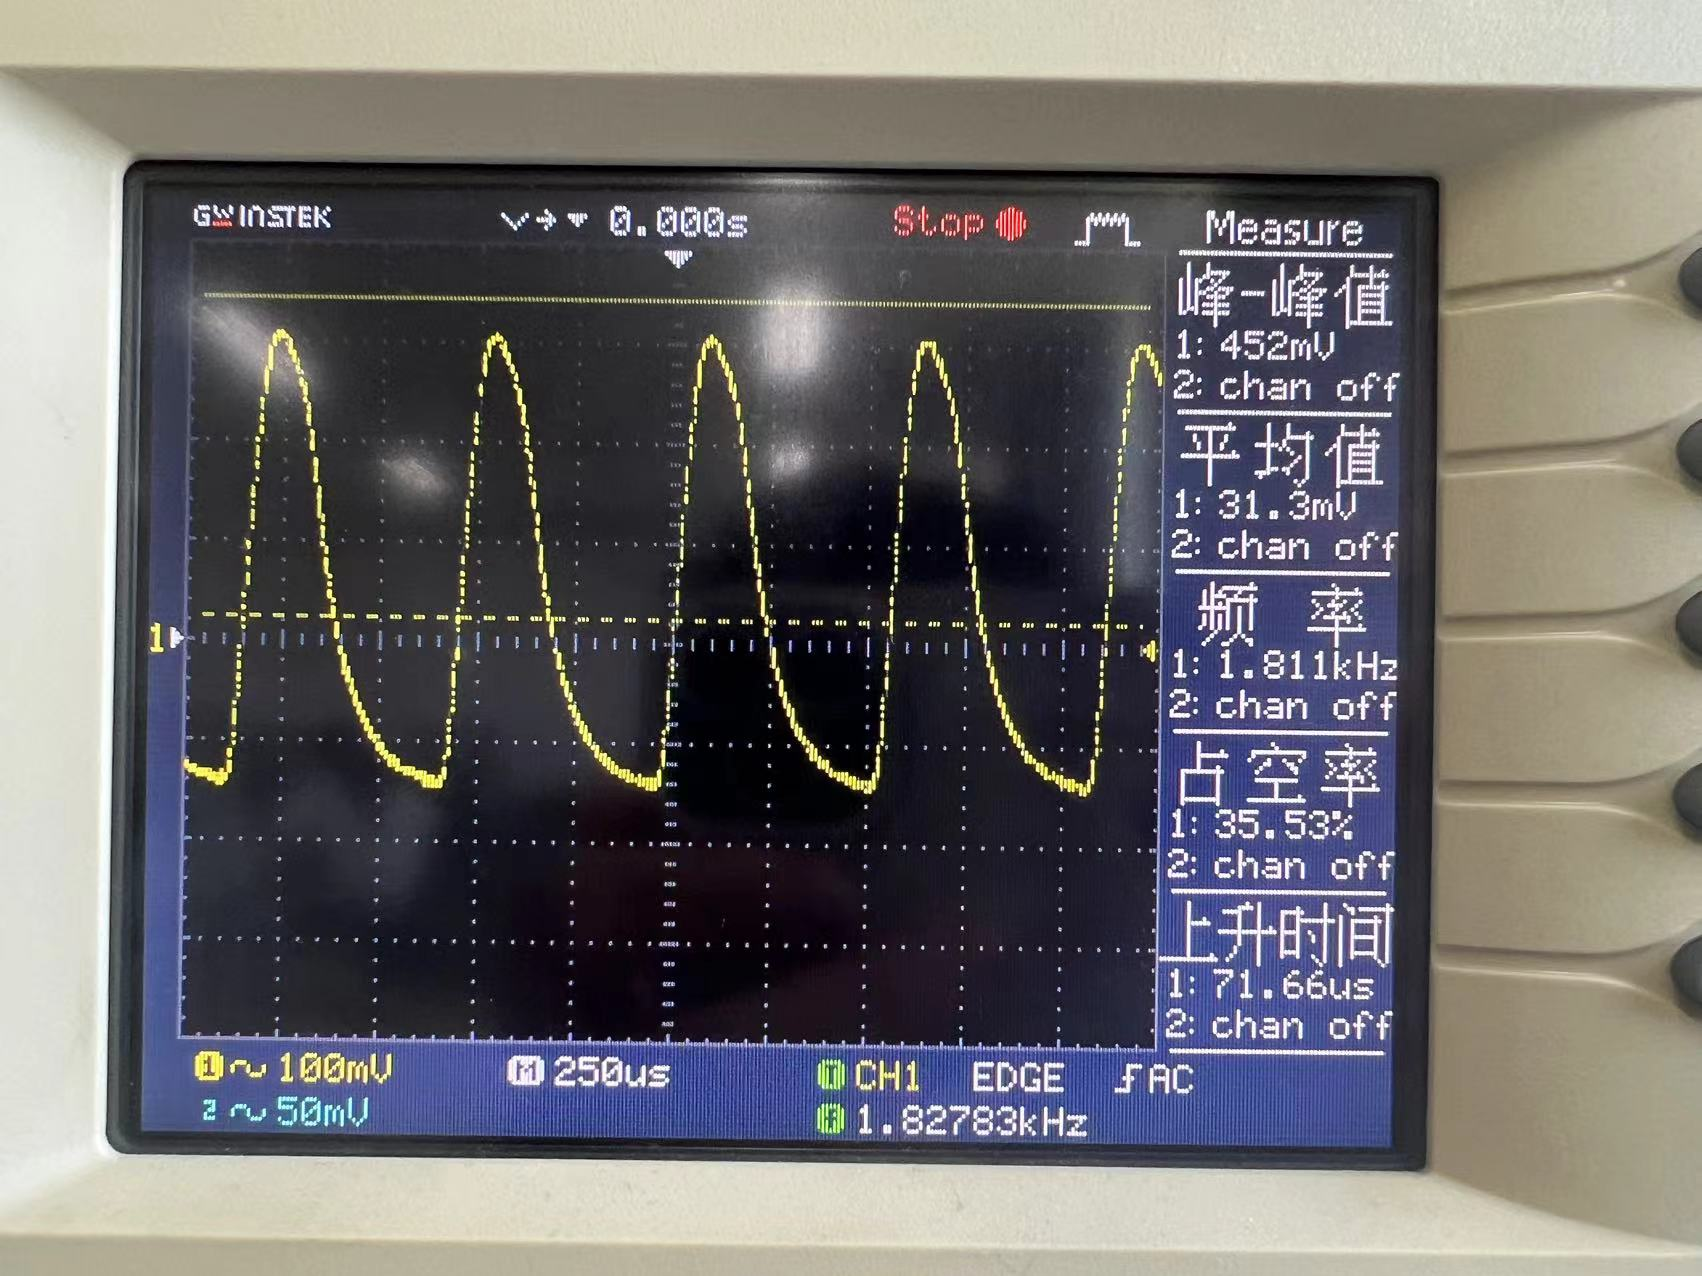 GWINSTEK
0.000s
Stop
Measure
峰-峰值
1: 452mV
2: chan off
平均值
1: 31.3mV
2: chan off
频 率
1: 1.811kHz
2: chan off
占空率
1: 35.53%
2: chan off
上升时间
1: 71.66us
2: chan off
1
1 ~ 100mV
M 250us
CH1 EDGE AC
2 ~ 50mV
1.82783kHz